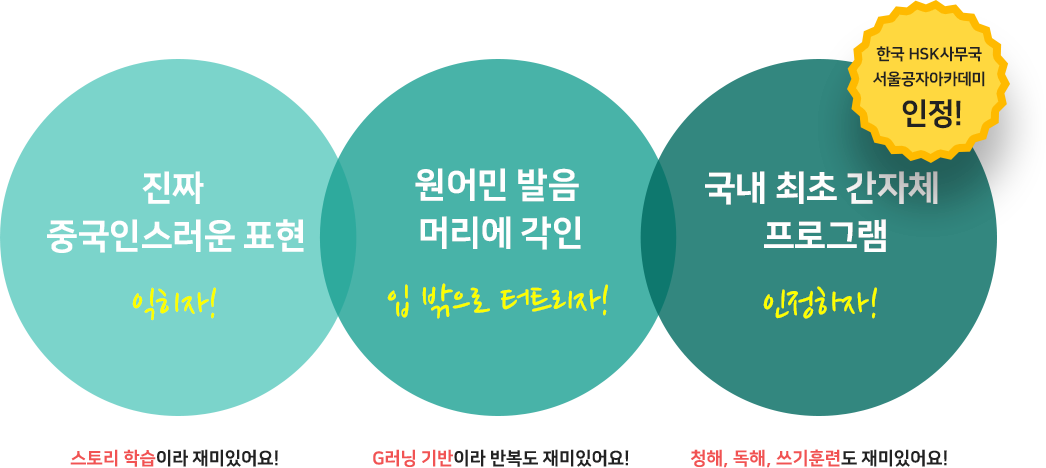 한국 HSK사무국
서울공자아카데미
인정!
진짜
중국인스러운 표현
익히자!
원어민 발음
머리에 각인
입 밖으로 터트리자!
국내 최초 간자체
프로그램
인정하자!
스토리 학습이라 재미있어요!
G러닝 기반이라 반복도 재미있어요!
청해, 독해, 쓰기훈련도 재미있어요!